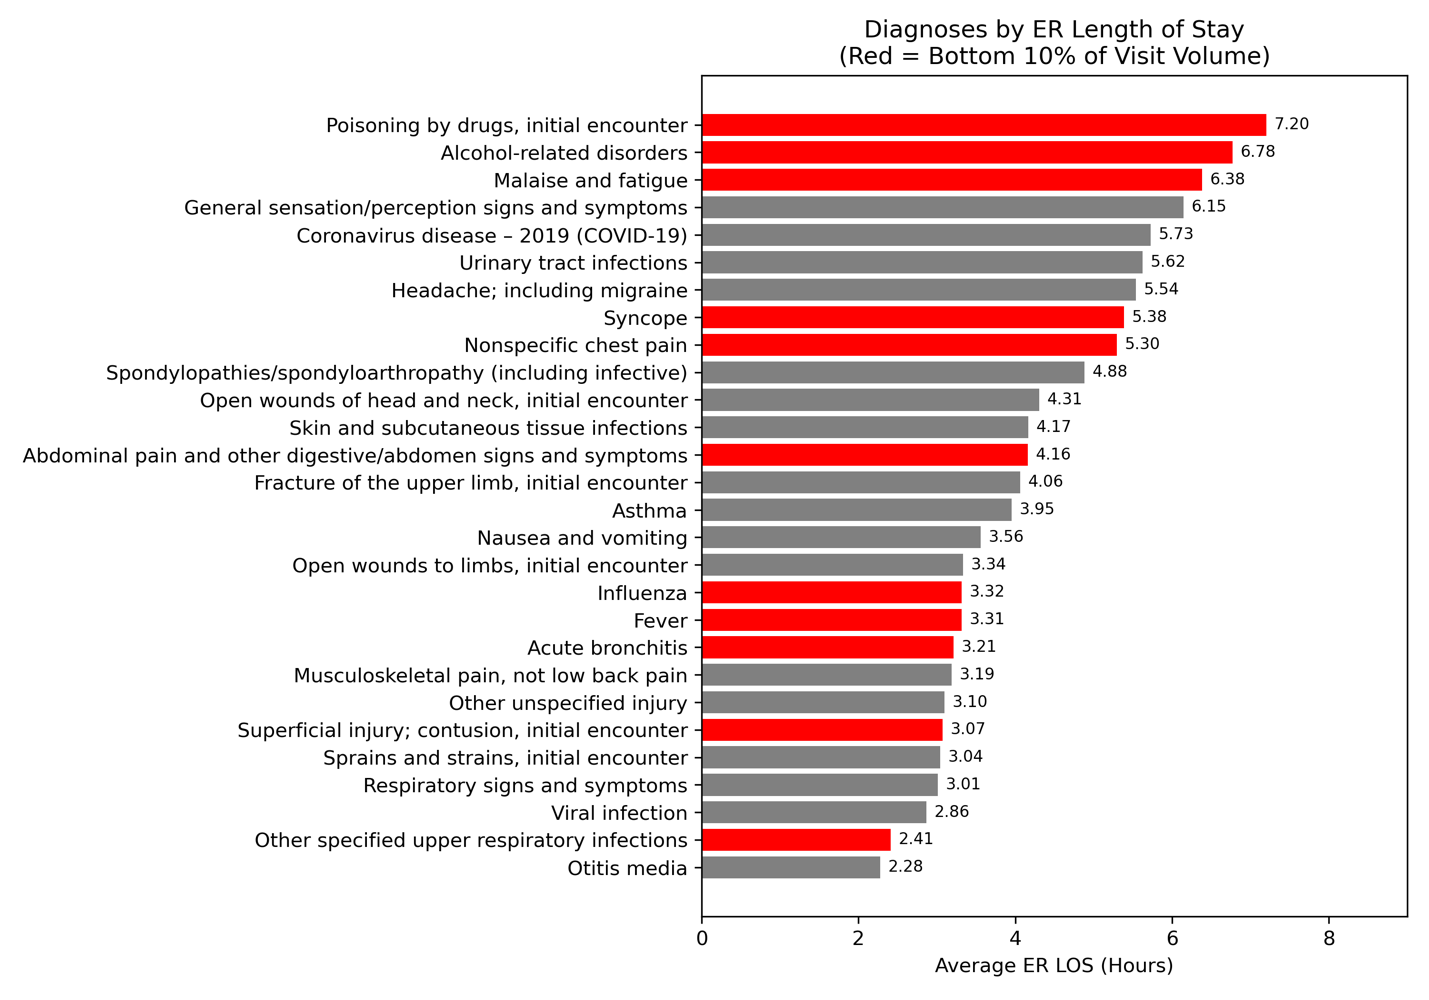 Diagnoses by ER Length of Stay
(Red = Bottom 10% of Visit Volume)
Poisoning by drugs, initial encounter 7.20
Alcohol-related disorders 6.78
Malaise and fatigue 6.38
General sensation/perception signs and symptoms 6.15
Coronavirus disease – 2019 (COVID-19) 5.73
Urinary tract infections 5.62
Headache; including migraine 5.54
Syncope 5.38
Nonspecific chest pain 5.30
Spondylopathies/spondyloarthropathy (including infective) 4.88
Open wounds of head and neck, initial encounter 4.31
Skin and subcutaneous tissue infections 4.17
Abdominal pain and other digestive/abdomen signs and symptoms 4.16
Fracture of the upper limb, initial encounter 4.06
Asthma 3.95
Nausea and vomiting 3.56
Open wounds to limbs, initial encounter 3.34
Influenza 3.32
Fever 3.31
Acute bronchitis 3.21
Musculoskeletal pain, not low back pain 3.19
Other unspecified injury 3.10
Superficial injury; contusion, initial encounter 3.07
Sprains and strains, initial encounter 3.04
Respiratory signs and symptoms 3.01
Viral infection 2.86
Other specified upper respiratory infections 2.41
Otitis media 2.28
0 2 4 6 8
Average ER LOS (Hours)